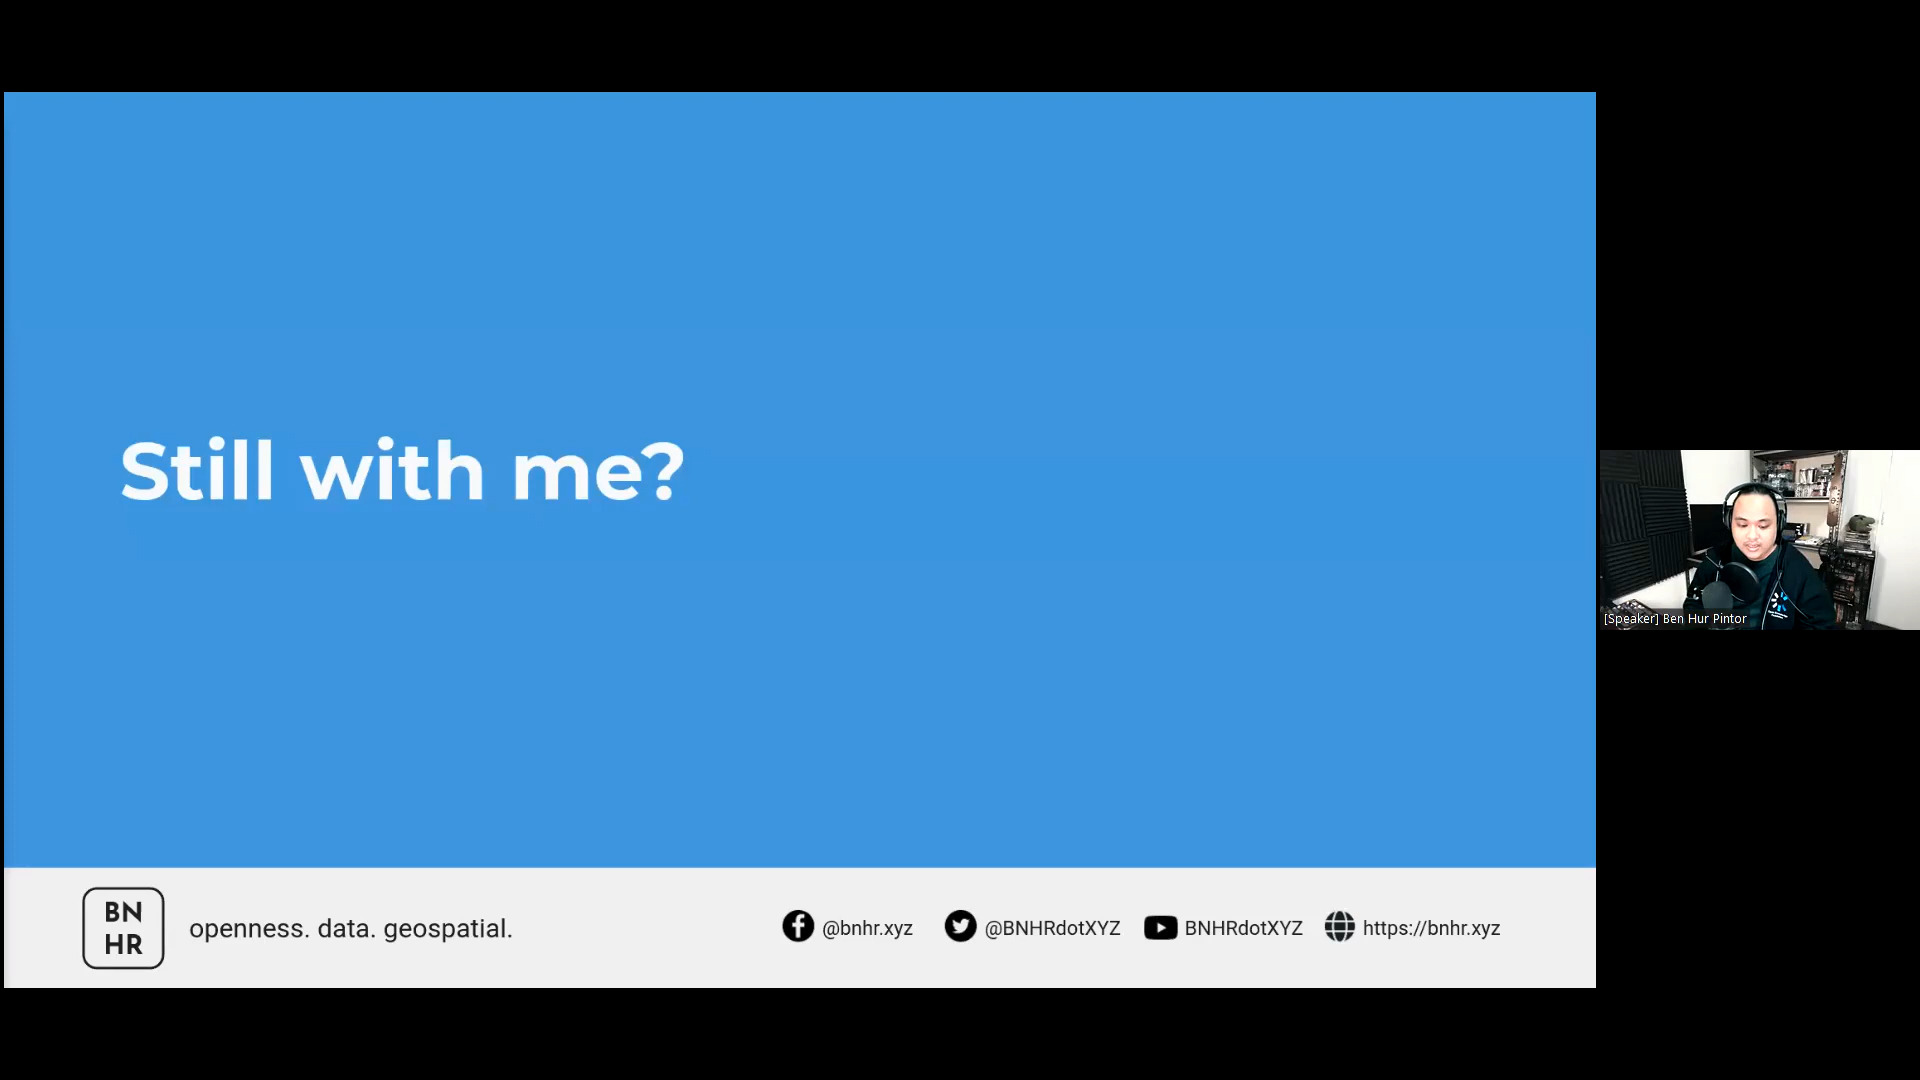 Still with me?
[Speaker] Ben Hur Pintor
BN
HR
openness. data. geospatial.
@bnhr.xyz
@BNHRdotXYZ
BNHRdotXYZ
https://bnhr.xyz